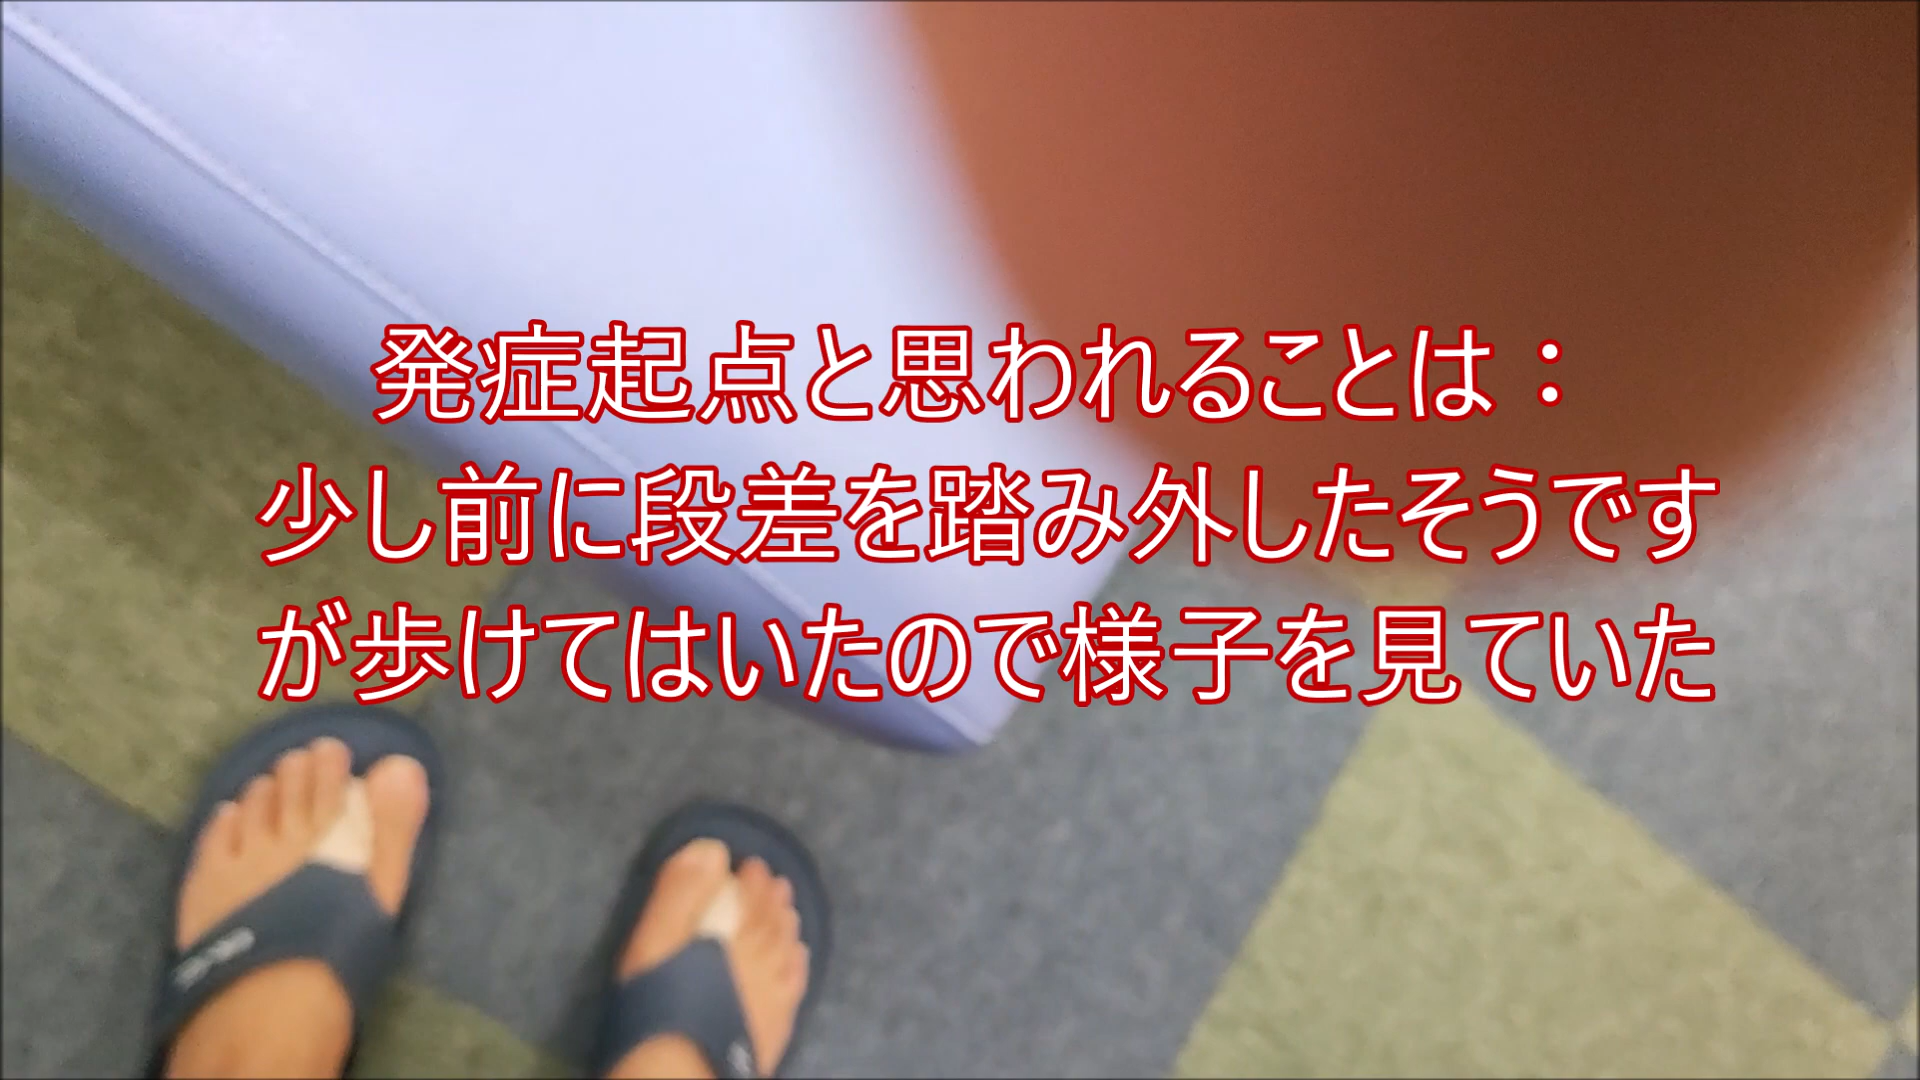 発症起点と思われることは：
少し前に段差を踏み外したそうです
が歩けてはいたので様子を見ていた